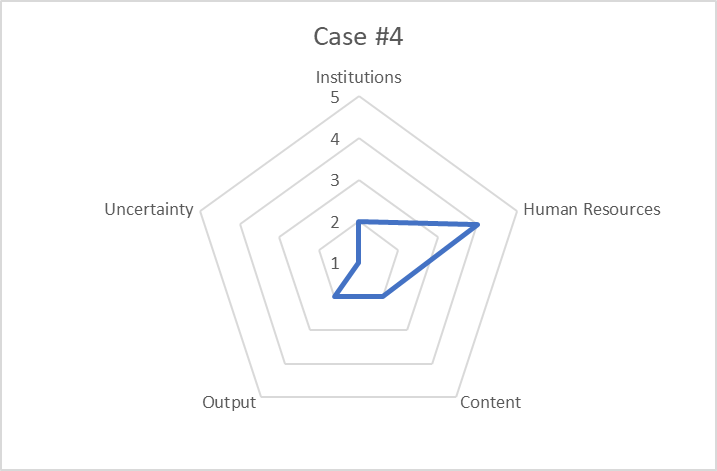 Case #4
Institutions
5
4
3
2
1
Uncertainty
Human Resources
Output
Content